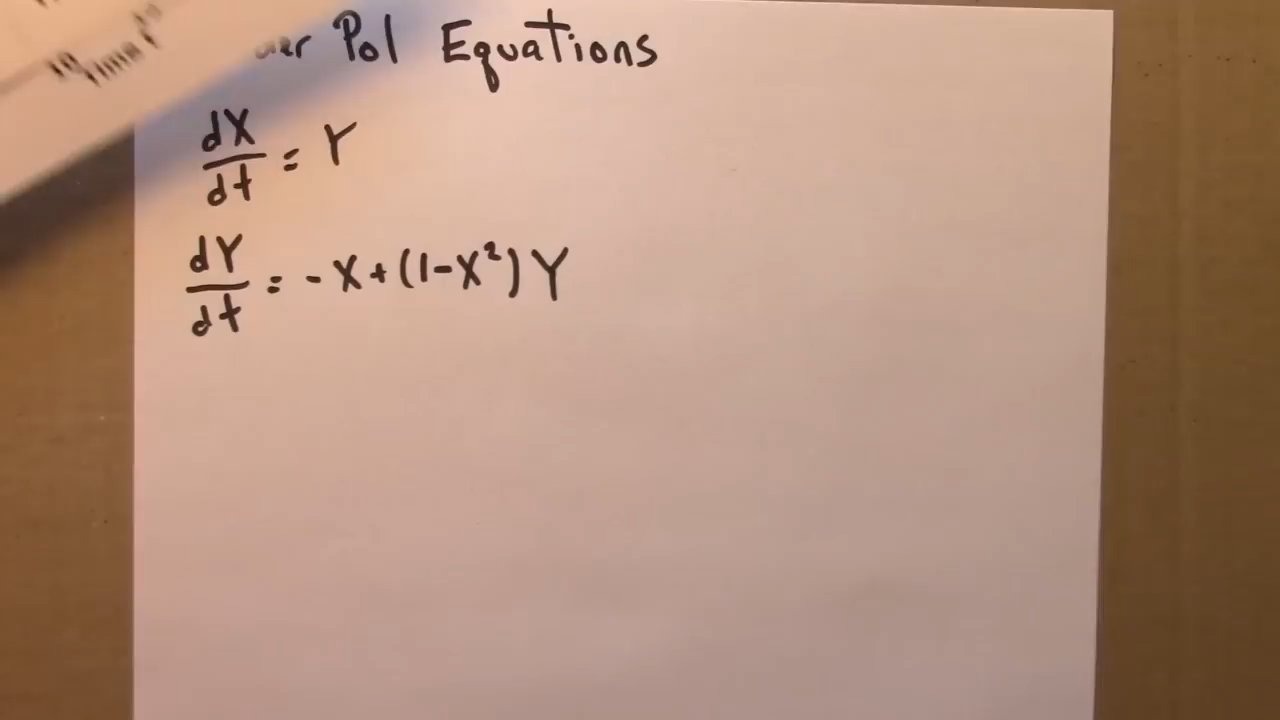 Pol Equations
dX/dt = Y
dY/dt = -X+(1-X²)Y